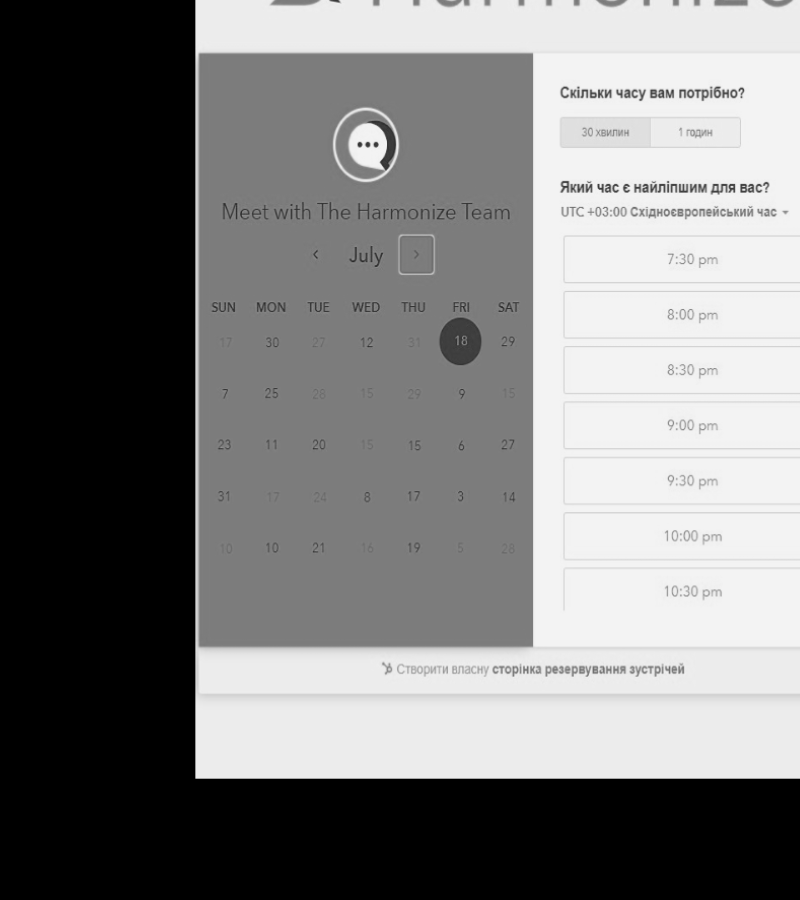 Harmonize
Meet with The Harmonize Team
July
SUN MON TUE WED THU FRI SAT
17 30 27 12 31 18 29
7 25 28 15 29 9 15
23 11 20 15 15 6 27
31 17 24 8 17 3 14
10 10 21 16 19 5 28
Скільки часу вам потрібно?
30 хвилин 1 годин
Який час є найліпшим для вас?
UTC +03:00 Східноєвропейський час
7:30 pm
8:00 pm
8:30 pm
9:00 pm
9:30 pm
10:00 pm
10:30 pm
Створити власну сторінка резервування зустрічей